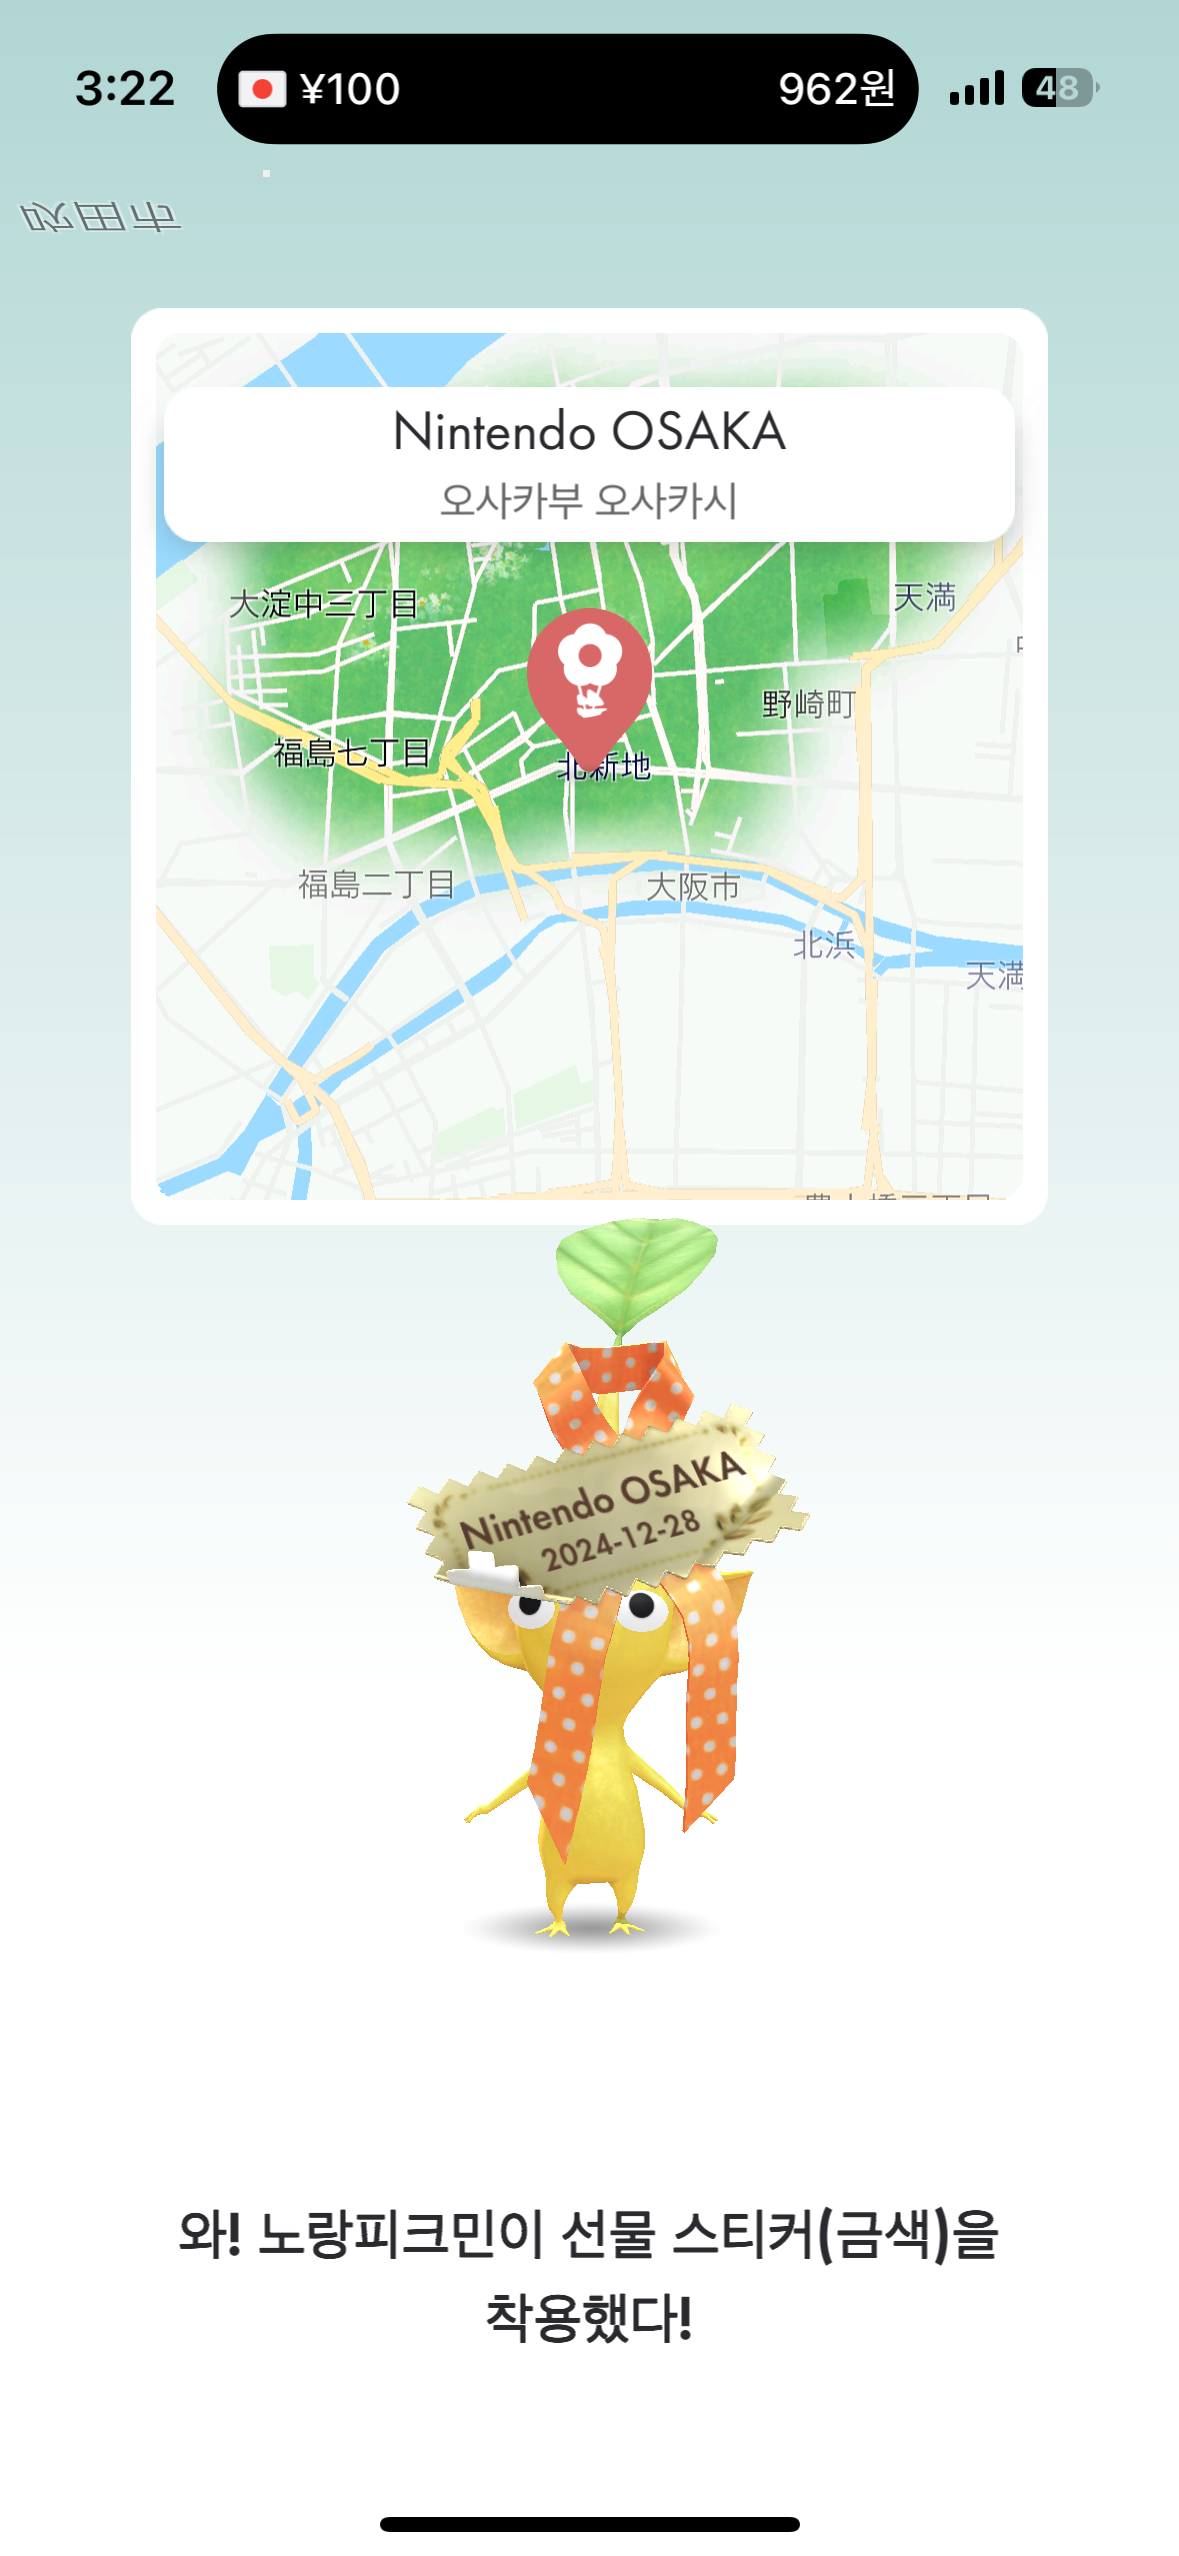 3:22
¥100
962원
48
吹田市
Nintendo OSAKA
오사카부 오사카시
大淀中三丁目
天満
野崎町
福島七丁目
北新地
福島二丁目
大阪市
北浜
天満
Nintendo OSAKA
2024-12-28
와! 노랑피크민이 선물 스티커(금색)을
착용했다!